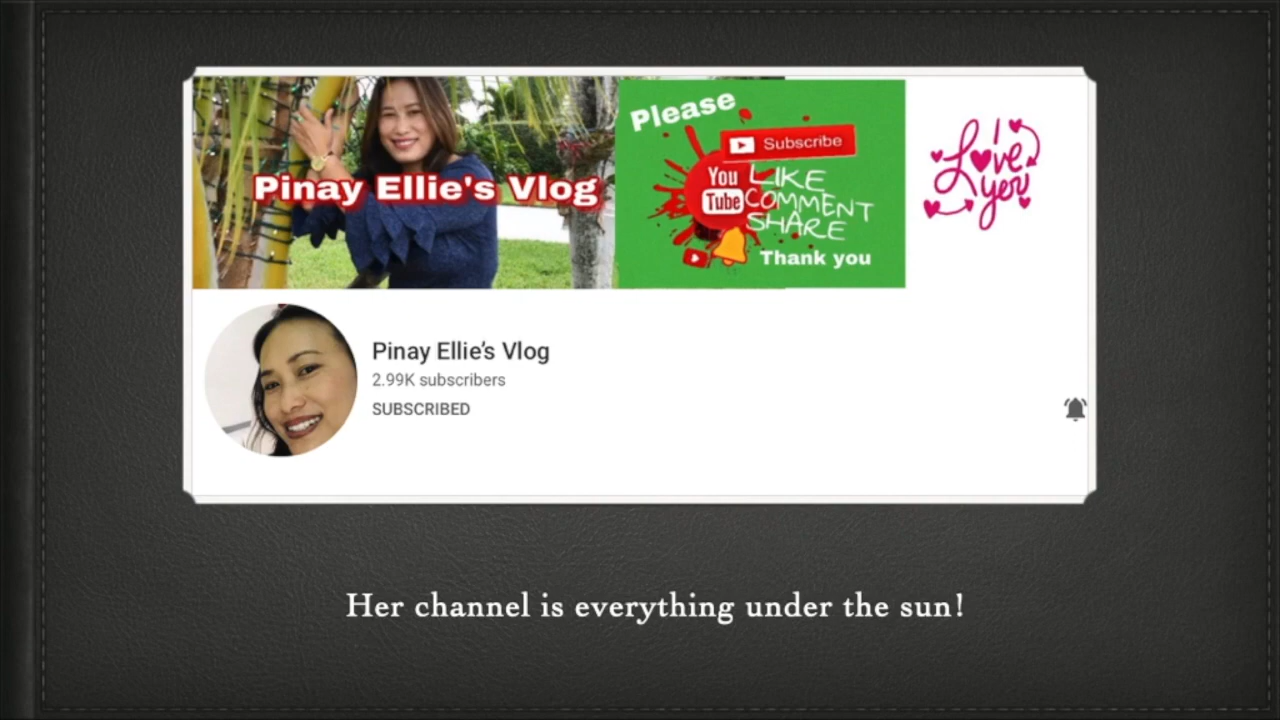 Pinay Ellie's Vlog
Please
Subscribe
You
Tube
LIKE
COMMENT
SHARE
Thank you
I
Love
you
Pinay Ellie’s Vlog
2.99K subscribers
SUBSCRIBED
Her channel is everything under the sun!